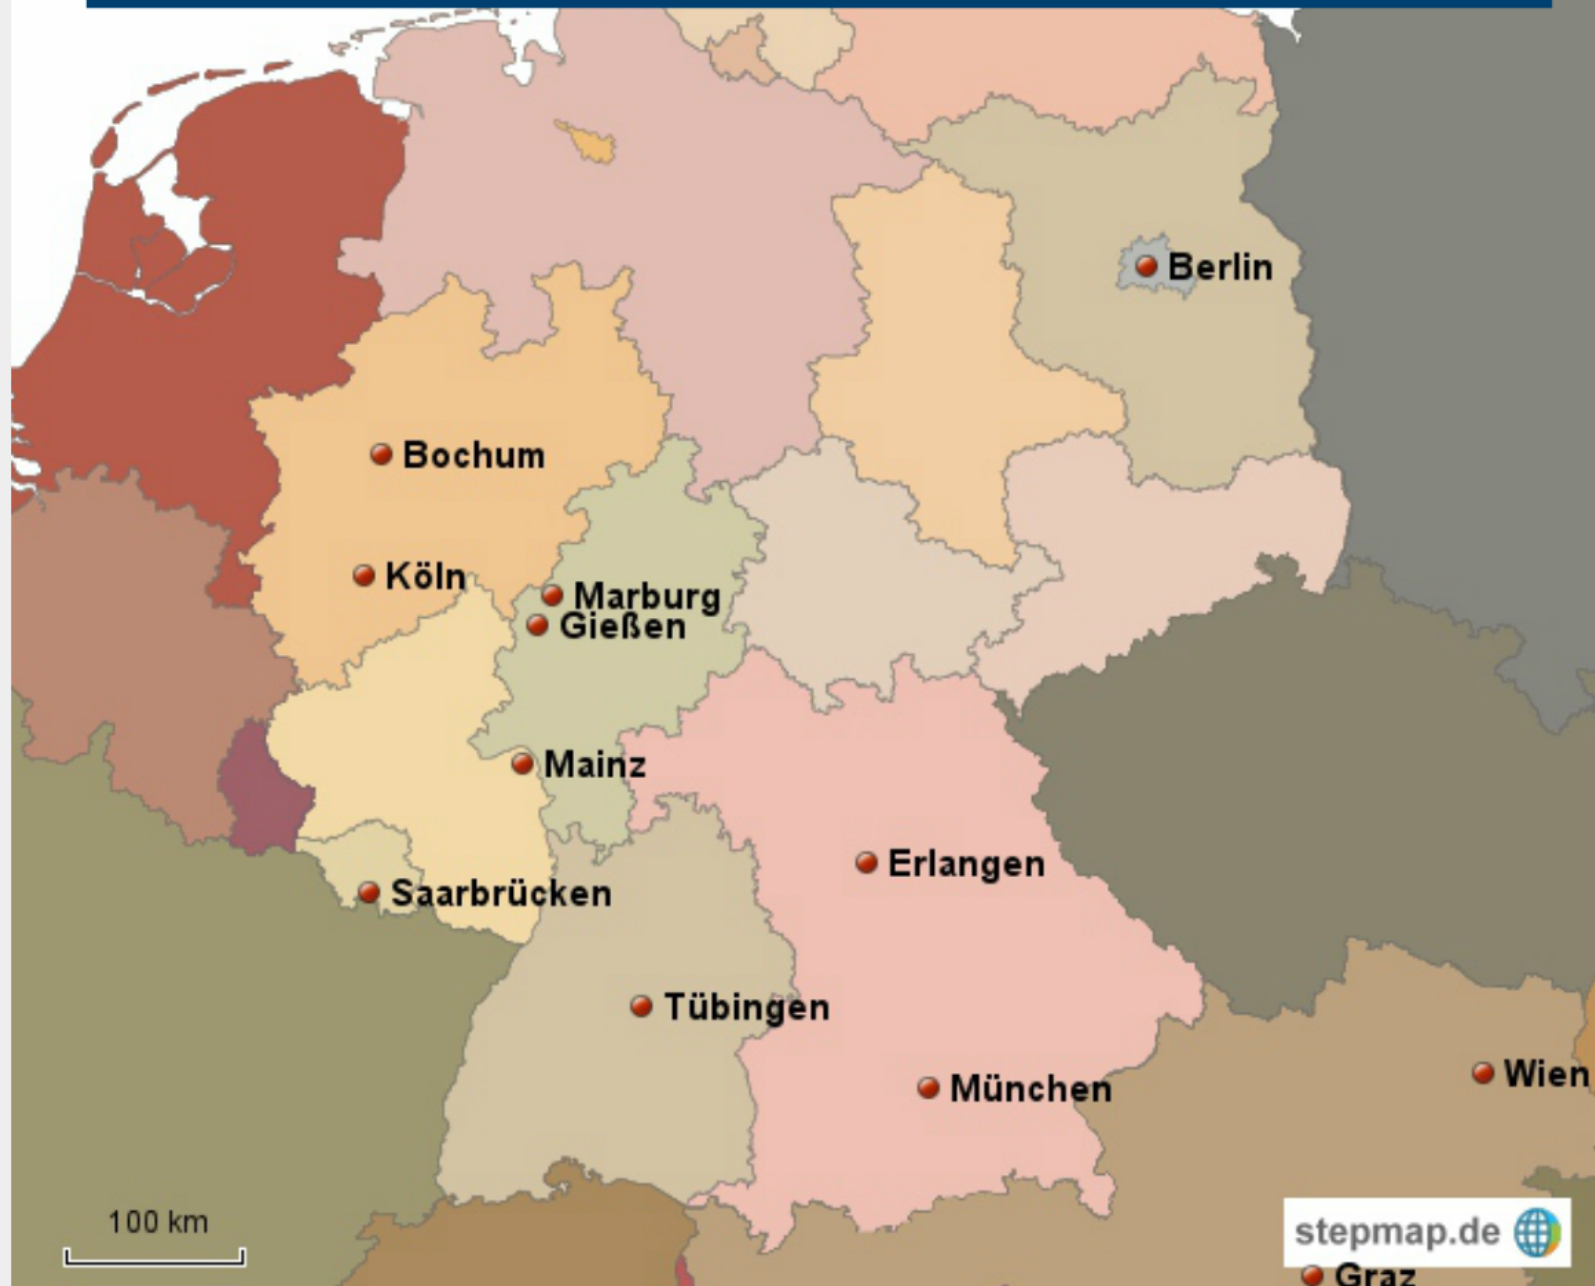 Berlin
Bochum
Köln
Marburg
Gießen
Mainz
Erlangen
Saarbrücken
Tübingen
München
Wien
100 km
stepmap.de
Graz